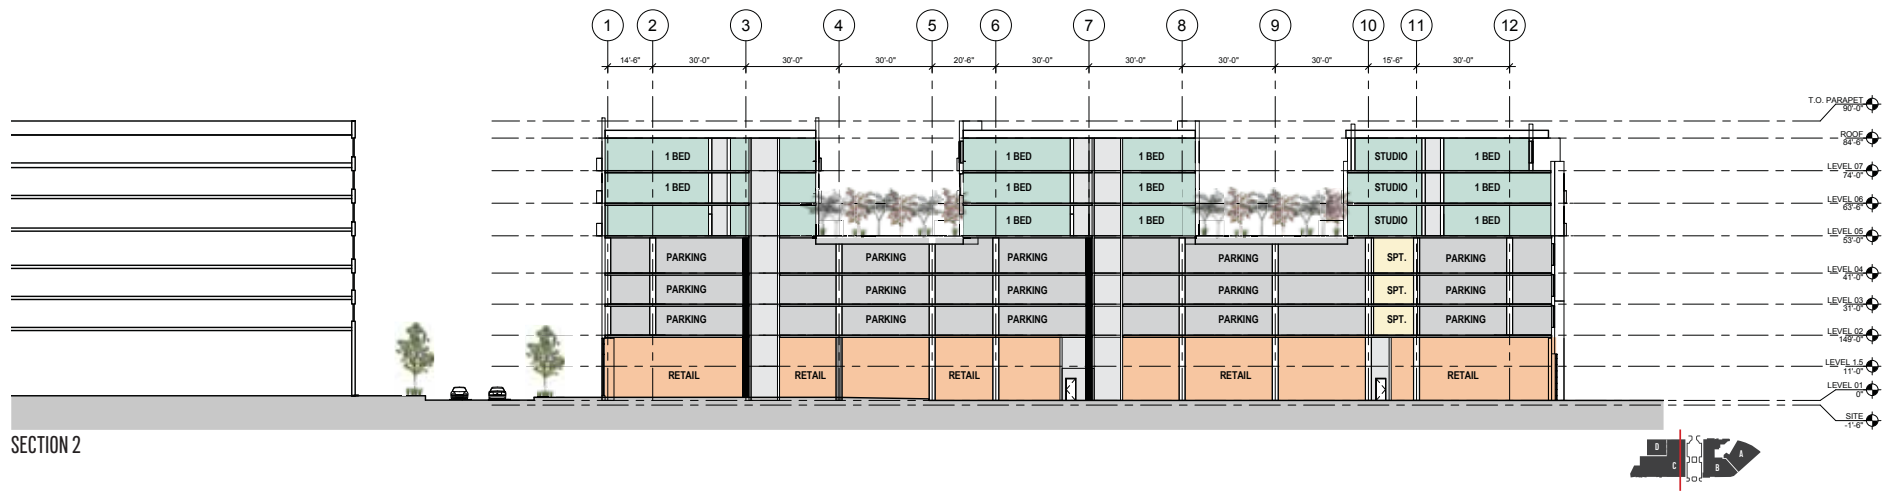 1 2 3 4 5 6 7 8 9 10 11 12
14'-6" 30'-0" 30'-0" 30'-0" 20'-6" 30'-0" 30'-0" 30'-0" 30'-0" 15'-6" 30'-0"
T.O. PARAPET
90'-0"
ROOF
84'-6"
1 BED 1 BED 1 BED STUDIO 1 BED
LEVEL 07
74'-0"
1 BED 1 BED 1 BED STUDIO 1 BED
LEVEL 06
63'-6"
1 BED 1 BED STUDIO 1 BED
LEVEL 05
53'-0"
PARKING PARKING PARKING PARKING SPT. PARKING
LEVEL 04
41'-0"
PARKING PARKING PARKING PARKING SPT. PARKING
LEVEL 03
31'-0"
PARKING PARKING PARKING PARKING SPT. PARKING
LEVEL 02
149'-0"
LEVEL 1.5
11'-0"
RETAIL RETAIL RETAIL RETAIL RETAIL
LEVEL 01
0"
SITE
-1'-6"
SECTION 2
D C B A